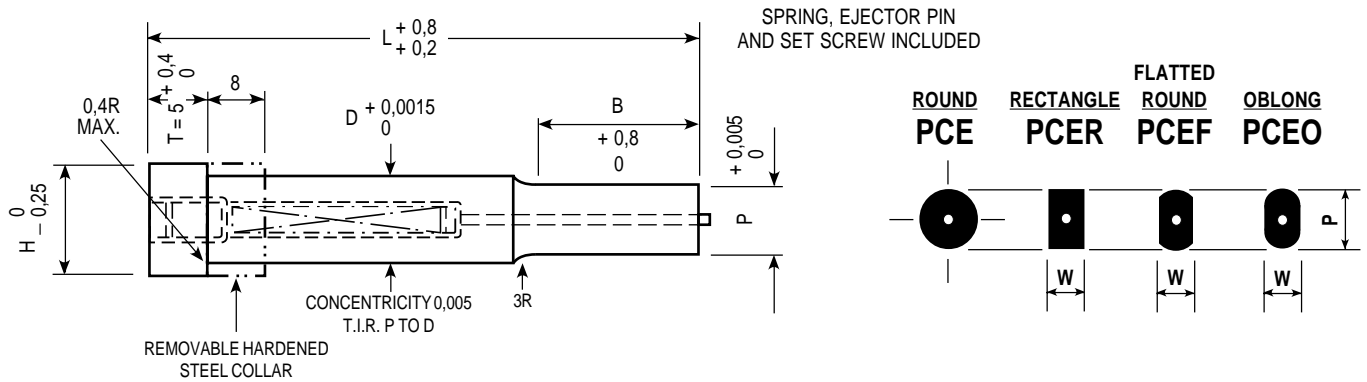 SPRING, EJECTOR PIN
AND SET SCREW INCLUDED
L + 0,8
+ 0,2
T = 5 + 0,4
0
8
0,4R
MAX.
D + 0,0015
0
B
+ 0,8
0
+ 0,005
0
P
H 0
– 0,25
CONCENTRICITY 0,005
T.I.R. P TO D
3R
REMOVABLE HARDENED
STEEL COLLAR
ROUND
PCE
RECTANGLE
PCER
FLATTED
ROUND
PCEF
OBLONG
PCEO
P
W
W
W